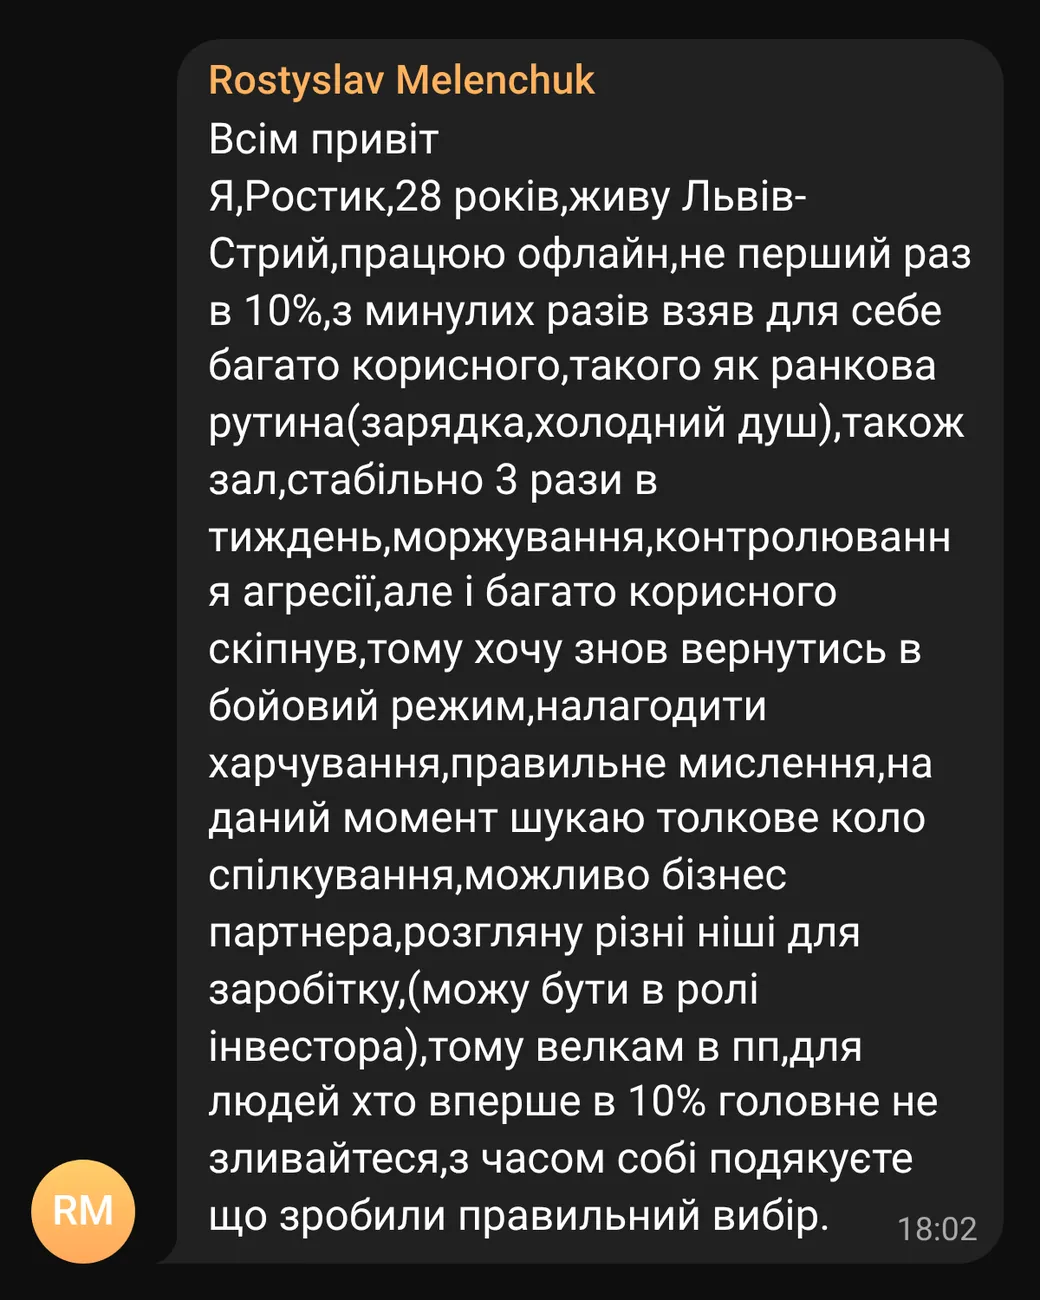 Rostyslav Melenchuk
Всім привіт
Я,Ростик,28 років,живу Львів-
Стрий,працюю офлайн,не перший раз
в 10%,з минулих разів взяв для себе
багато корисного,такого як ранкова
рутина(зарядка,холодний душ),також
зал,стабільно 3 рази в
тиждень,моржування,контролюванн
я агресії,але і багато корисного
скіпнув,тому хочу знов вернутись в
бойовий режим,налагодити
харчування,правильне мислення,на
даний момент шукаю толкове коло
спілкування,можливо бізнес
партнера,розгляну різні ніші для
заробітку,(можу бути в ролі
інвестора),тому велкам в пп,для
людей хто вперше в 10% головне не
зливайтеся,з часом собі подякуєте
що зробили правильний вибір.
18:02
RM